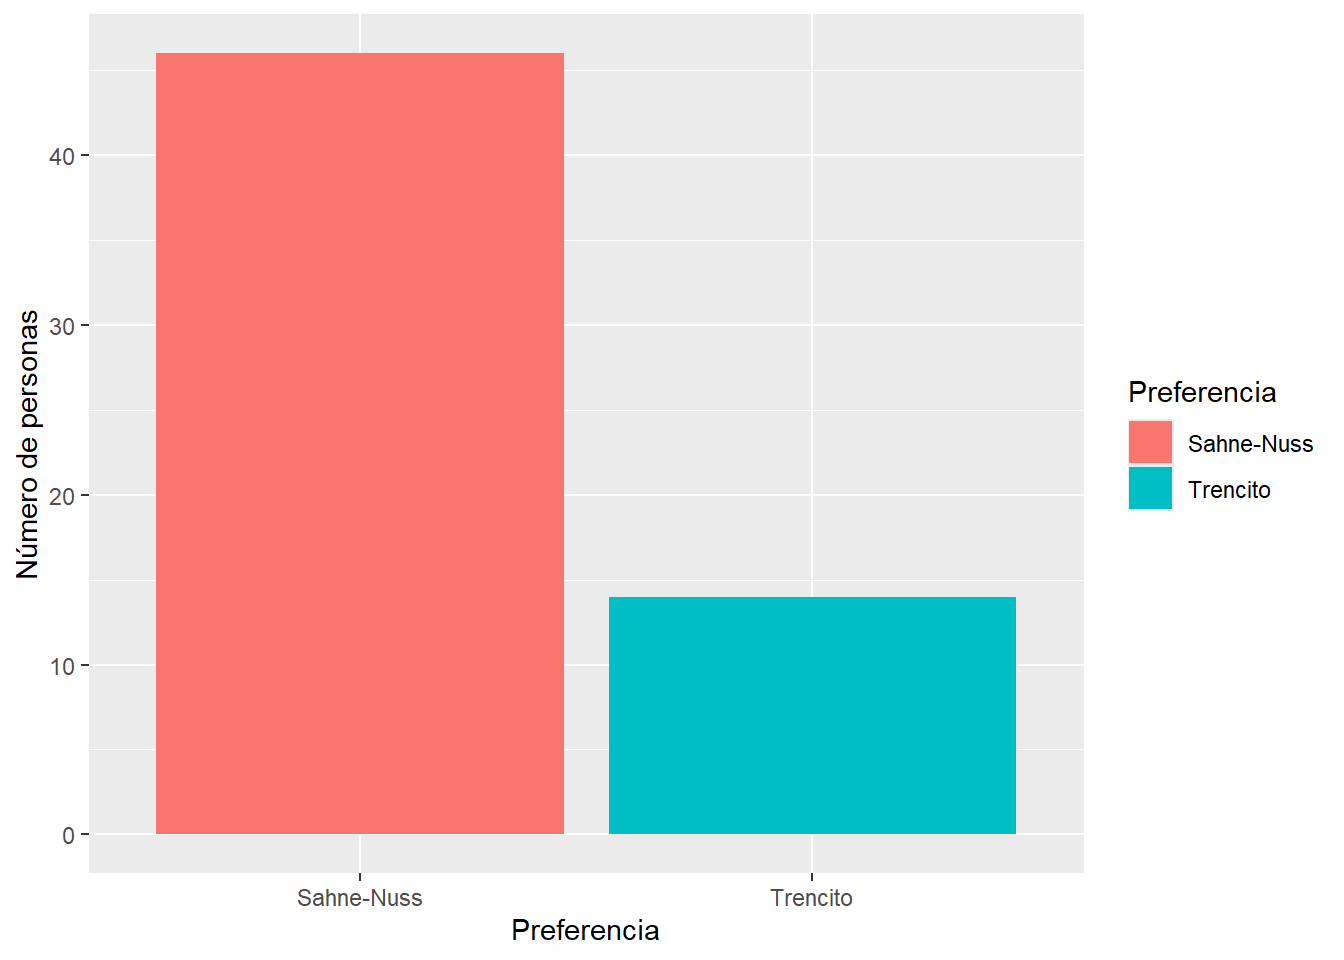 Número de personas
40
30
20
10
0
Sahne-Nuss
Trencito
Preferencia
Preferencia
Sahne-Nuss
Trencito